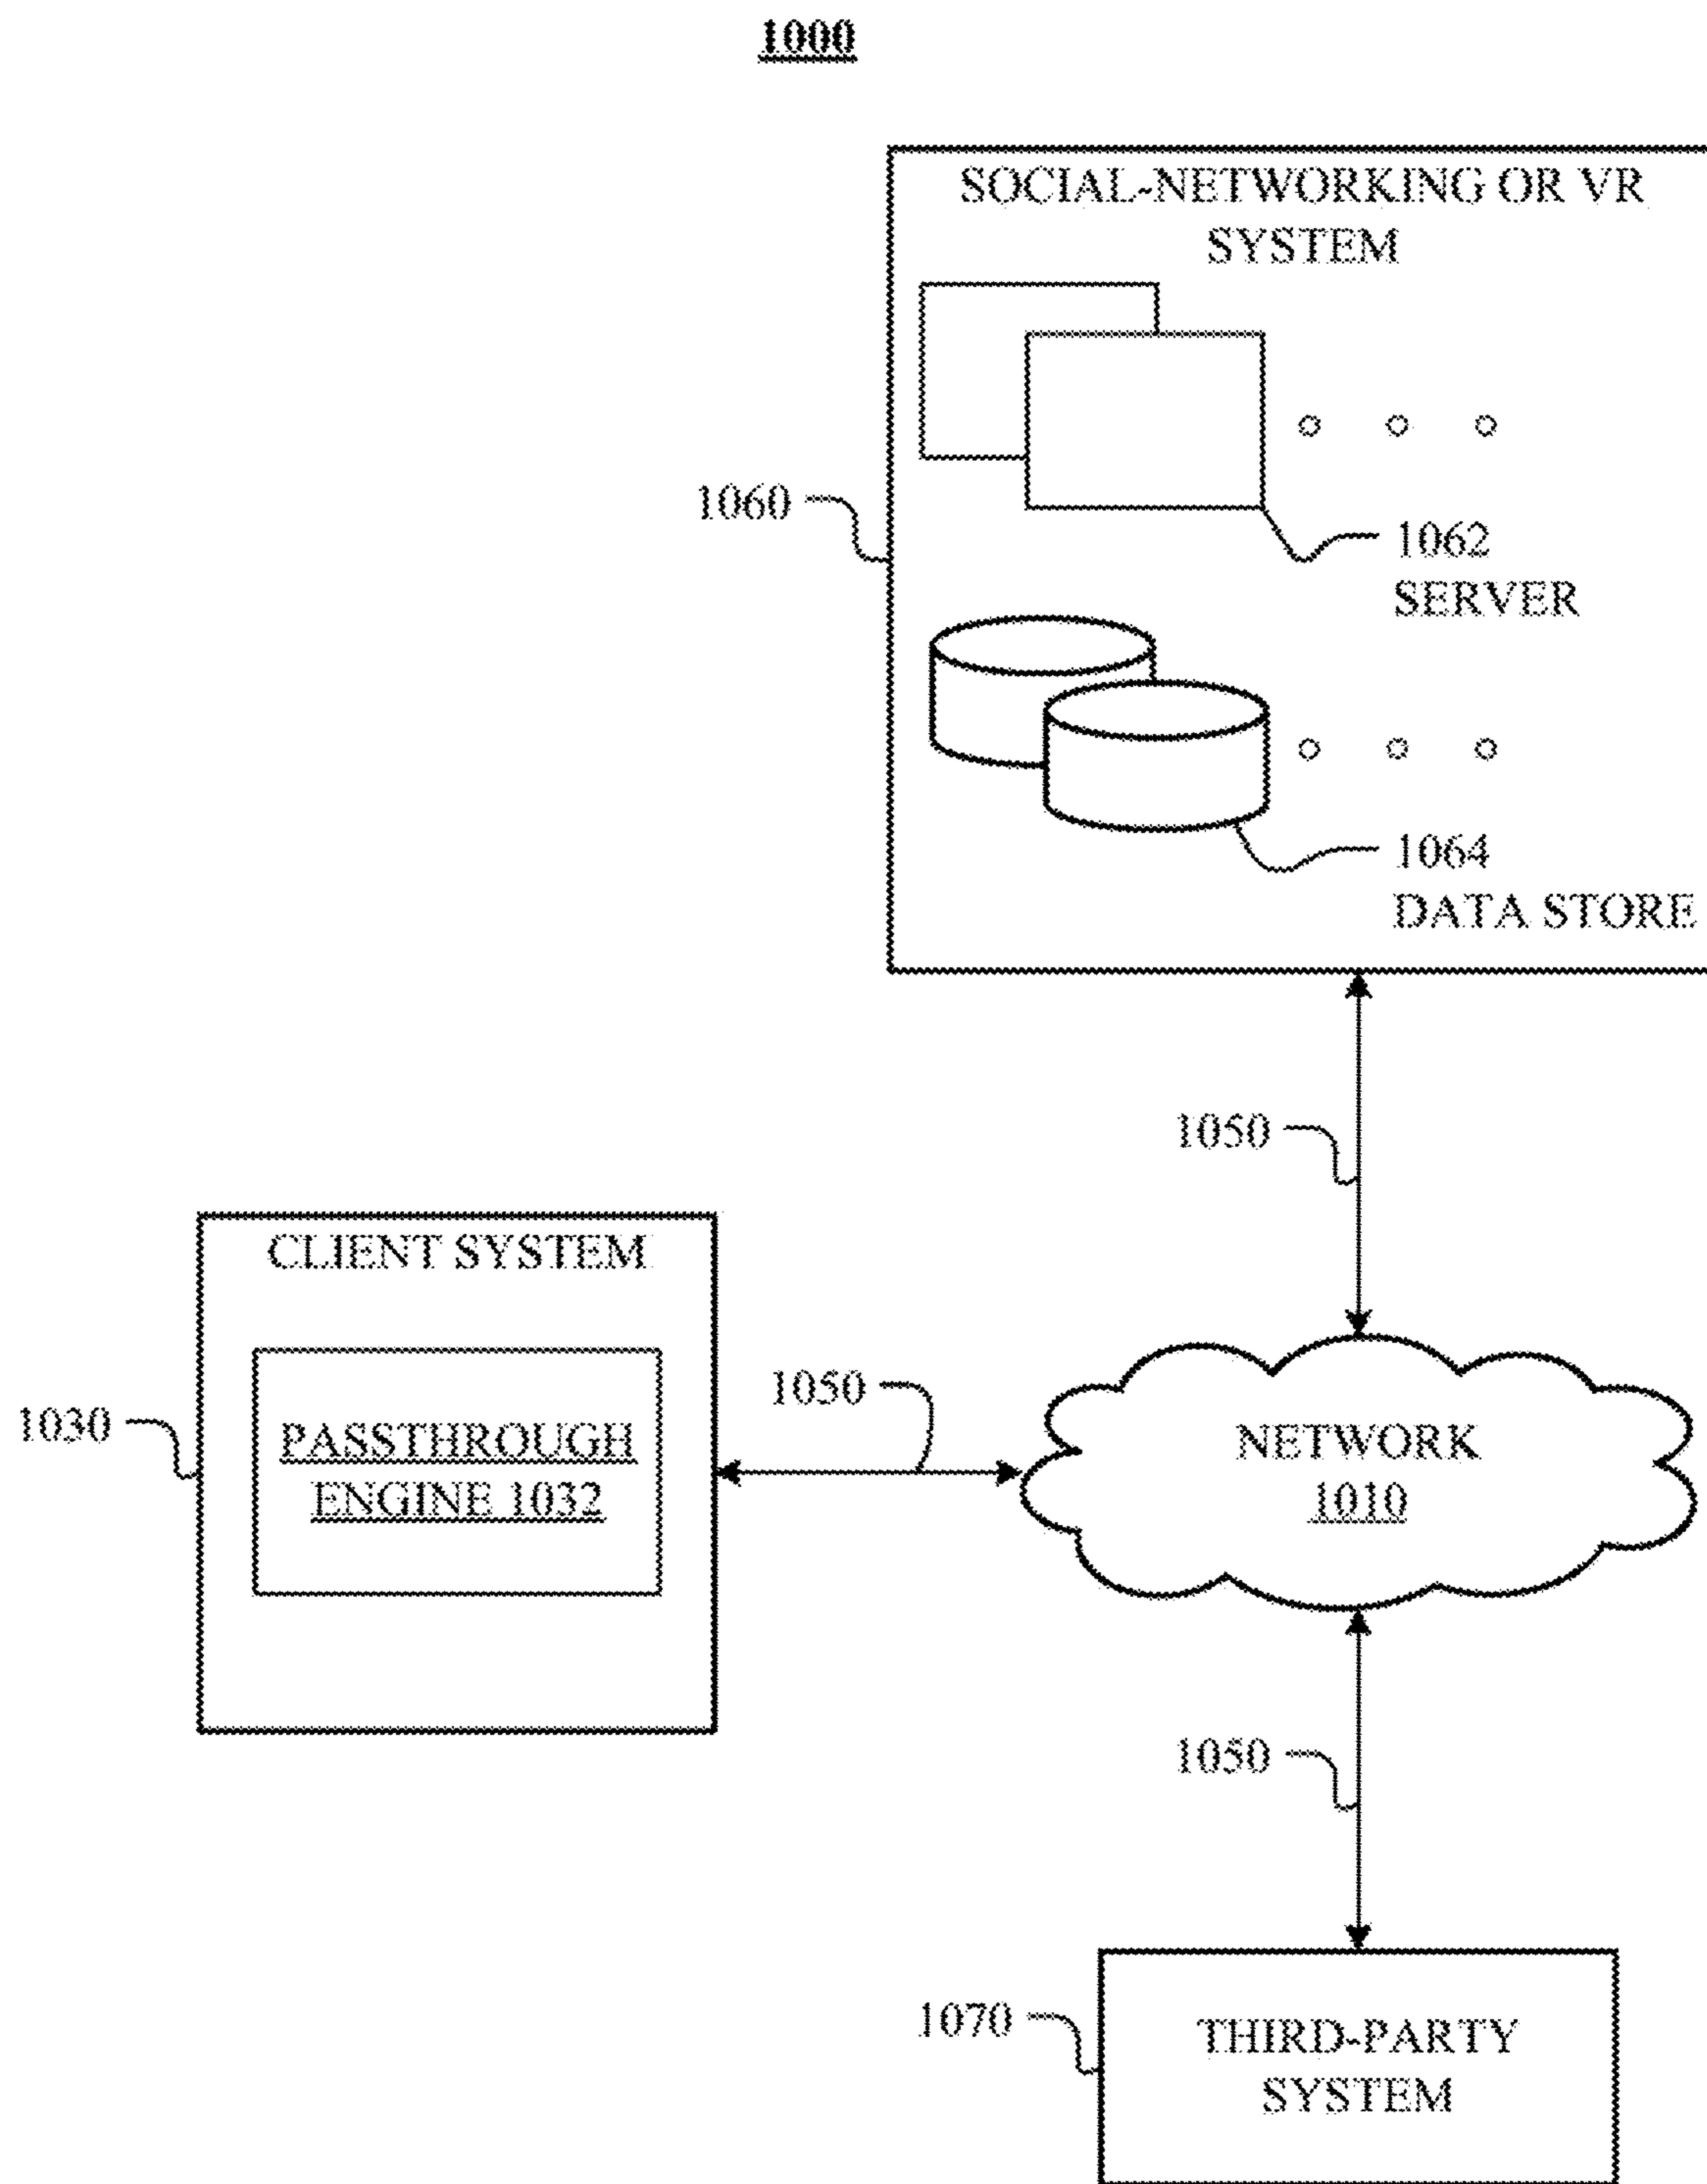 1000
SOCIAL-NETWORKING OR VR
SYSTEM
1060
1062
SERVER
1064
DATA STORE
1050
CLIENT SYSTEM
1030
PASSTHROUGH
ENGINE 1032
1050
NETWORK
1010
1050
1070
THIRD-PARTY
SYSTEM